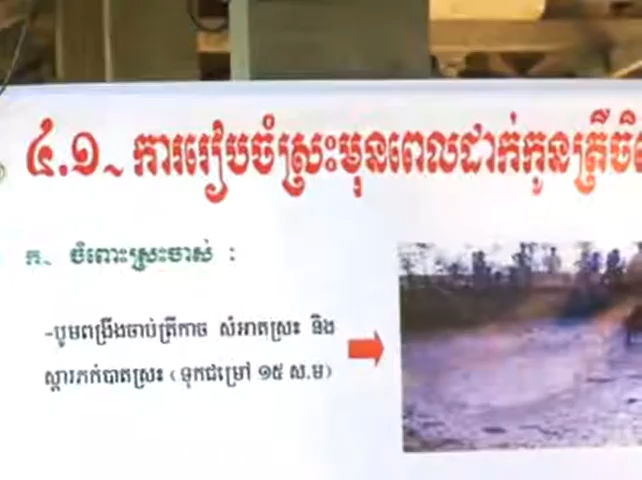 ៤.១~ ការរៀបចំស្រះមុនពេលដាក់កូនត្រីចិ
ក~ ចំពោះស្រះចាស់ :
-បូមពង្រីងចាប់ត្រីកាច សំអាតស្រះ និង
ស្តារភក់បាតស្រះ (ទុកជម្រៅ ១៥ ស.ម)